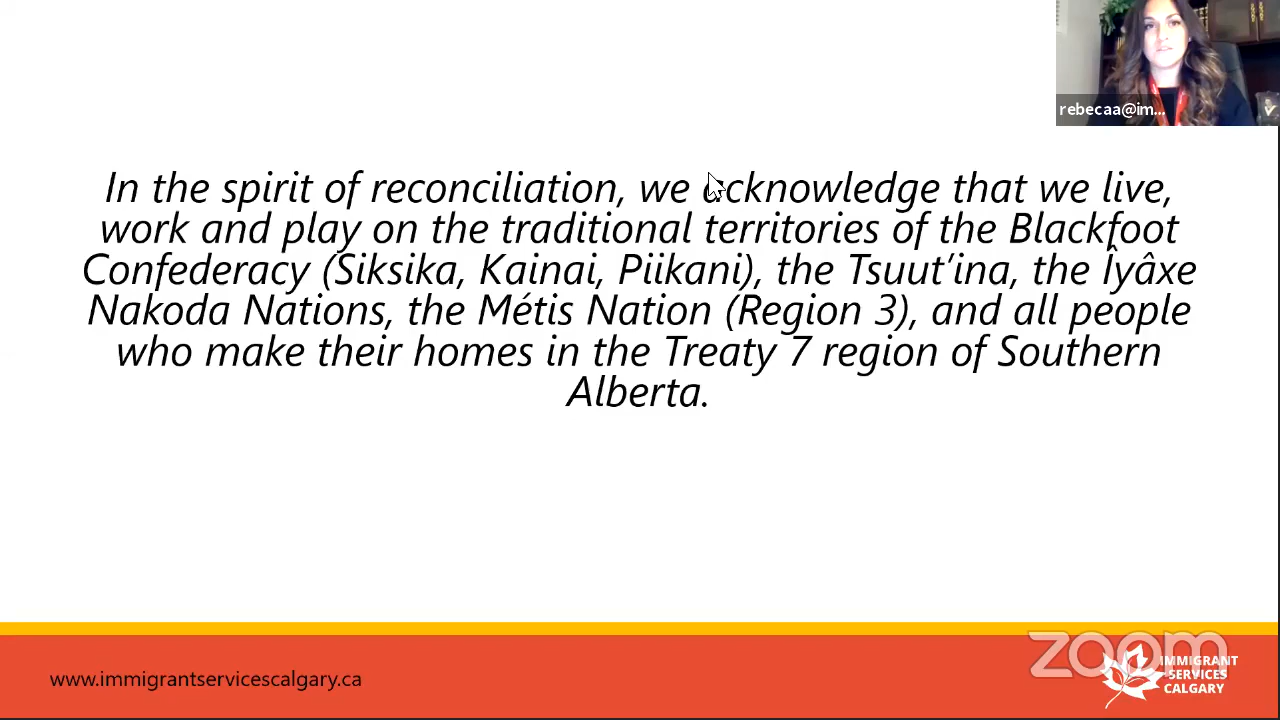 rebecaa@im...
In the spirit of reconciliation, we acknowledge that we live,
work and play on the traditional territories of the Blackfoot
Confederacy (Siksika, Kainai, Piikani), the Tsuut’ina, the Îyâxe
Nakoda Nations, the Métis Nation (Region 3), and all people
who make their homes in the Treaty 7 region of Southern
Alberta.
www.immigrantservicescalgary.ca
zoom
IMMIGRANT
SERVICES
CALGARY